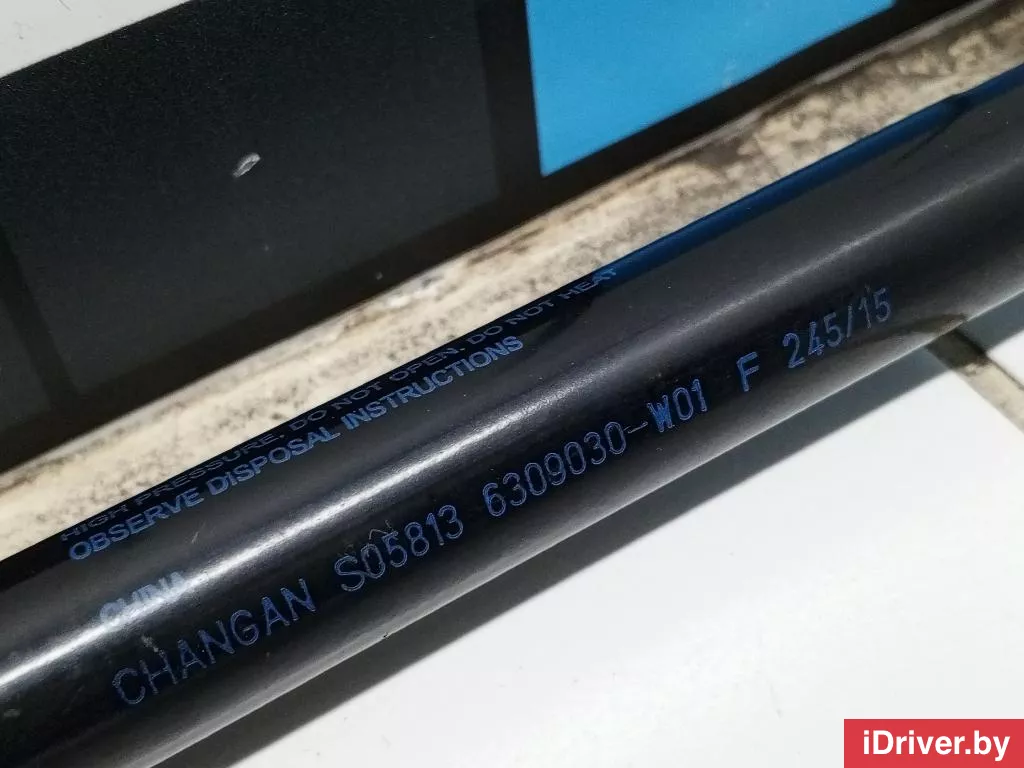 HIGH PRESSURE, DO NOT OPEN, DO NOT HEAT
OBSERVE DISPOSAL INSTRUCTIONS
CHINA
CHANGAN S05813 6309030-W01 F 245/15
iDriver.by